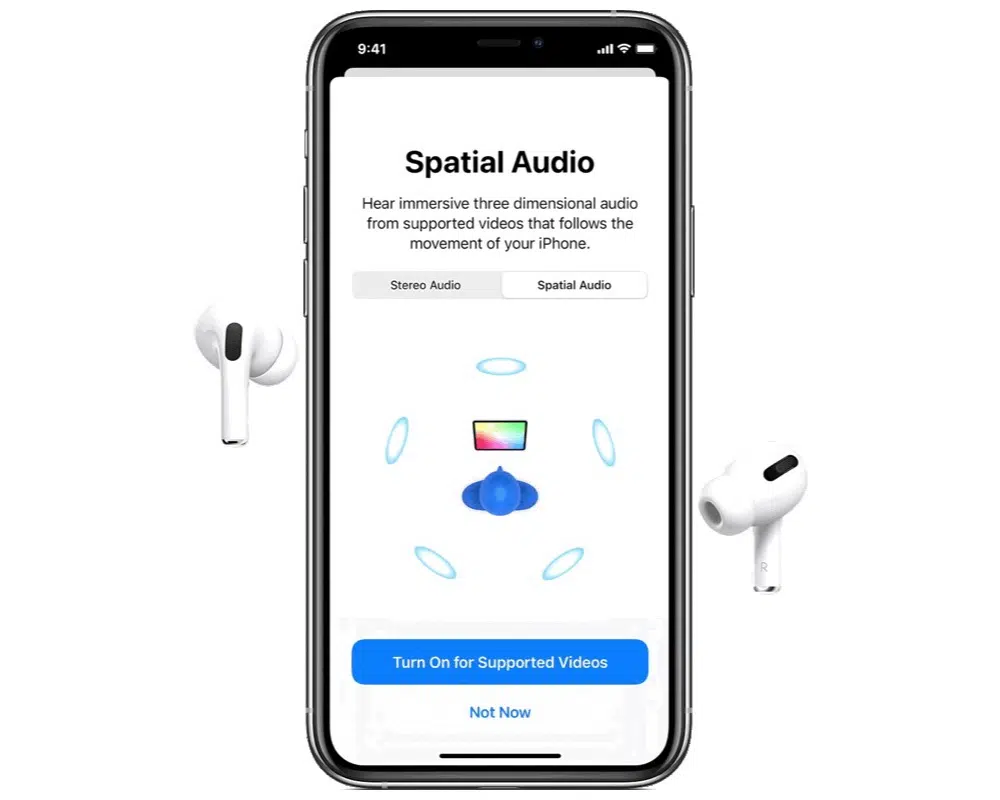 9:41
Spatial Audio
Hear immersive three dimensional audio
from supported videos that follows the
movement of your iPhone.
Stereo Audio
Spatial Audio
R
Turn On for Supported Videos
Not Now